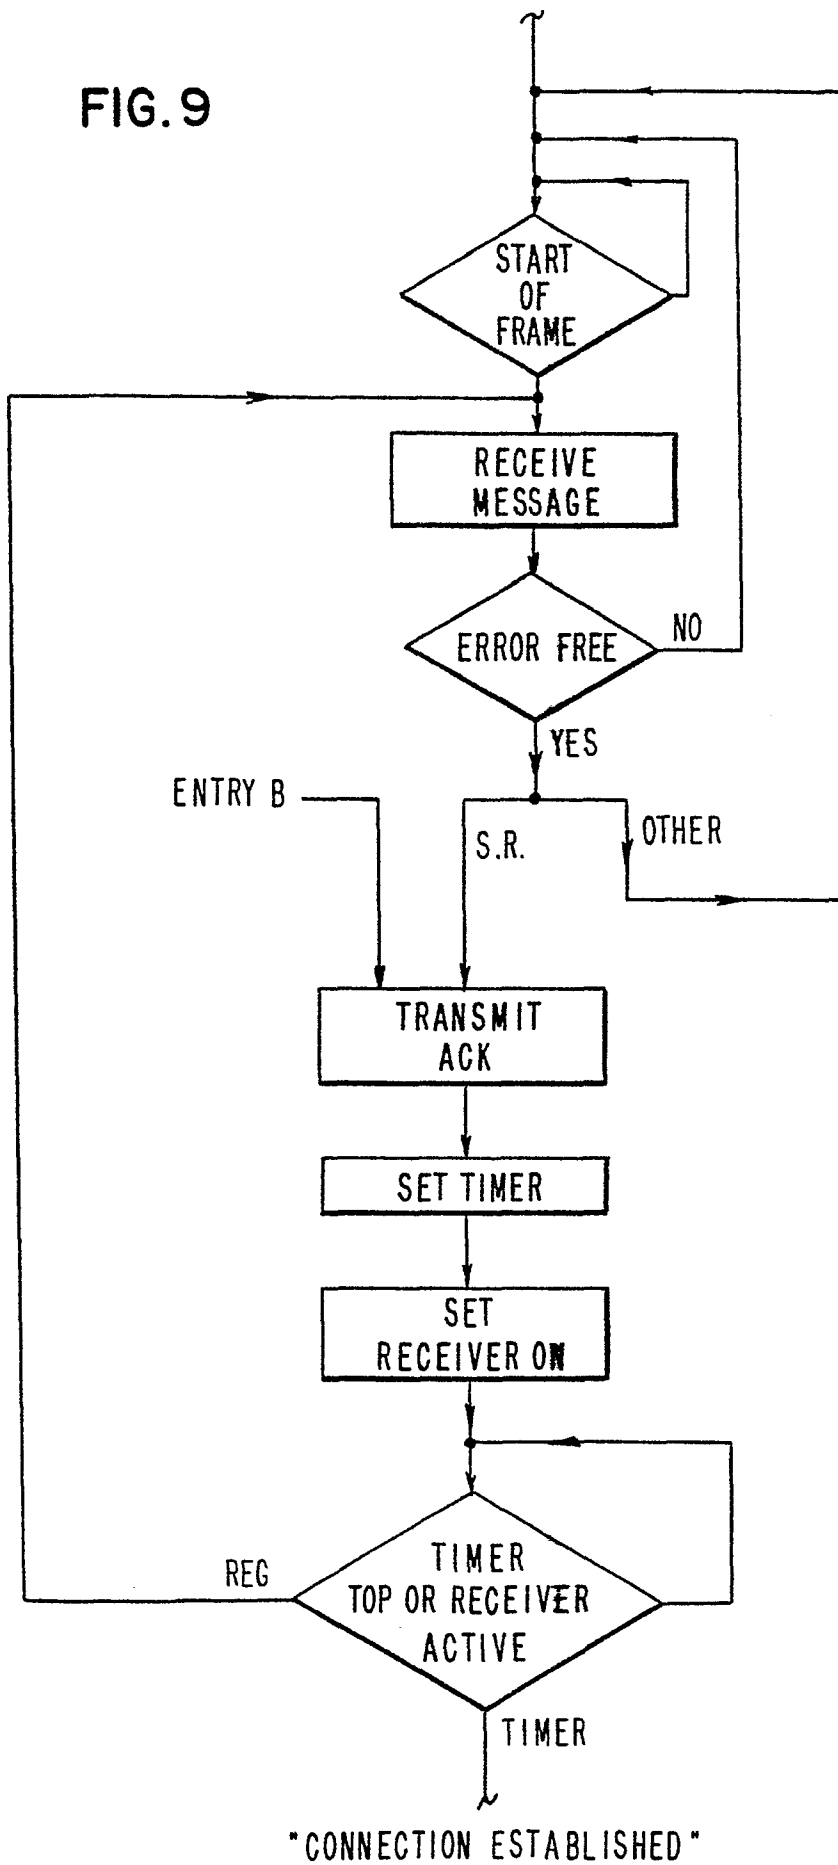 FIG. 9
START
OF
FRAME
RECEIVE
MESSAGE
ERROR FREE
NO
YES
ENTRY B
S.R.
OTHER
TRANSMIT
ACK
SET TIMER
SET
RECEIVER ON
TIMER
TOP OR RECEIVER
ACTIVE
REG
TIMER
"CONNECTION ESTABLISHED"